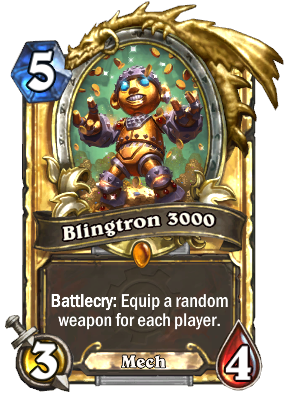 5
Blingtron 3000
Battlecry: Equip a random
weapon for each player.
3
Mech
4